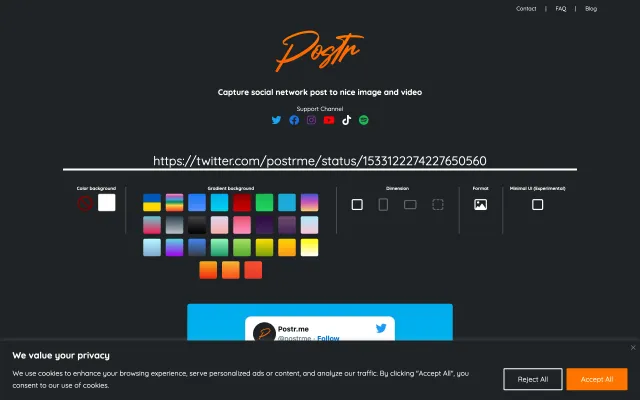 Contact | FAQ | Blog
Postr
Capture social network post to nice image and video
Support Channel
https://twitter.com/postrme/status/1533122274227650560
Color background
Gradient background
Dimension
Format
Minimal UI (Experimental)
Postr.me
@postrme · Follow
We value your privacy
We use cookies to enhance your browsing experience, serve personalized ads or content, and analyze our traffic. By clicking "Accept All", you
consent to our use of cookies.
Reject All
Accept All